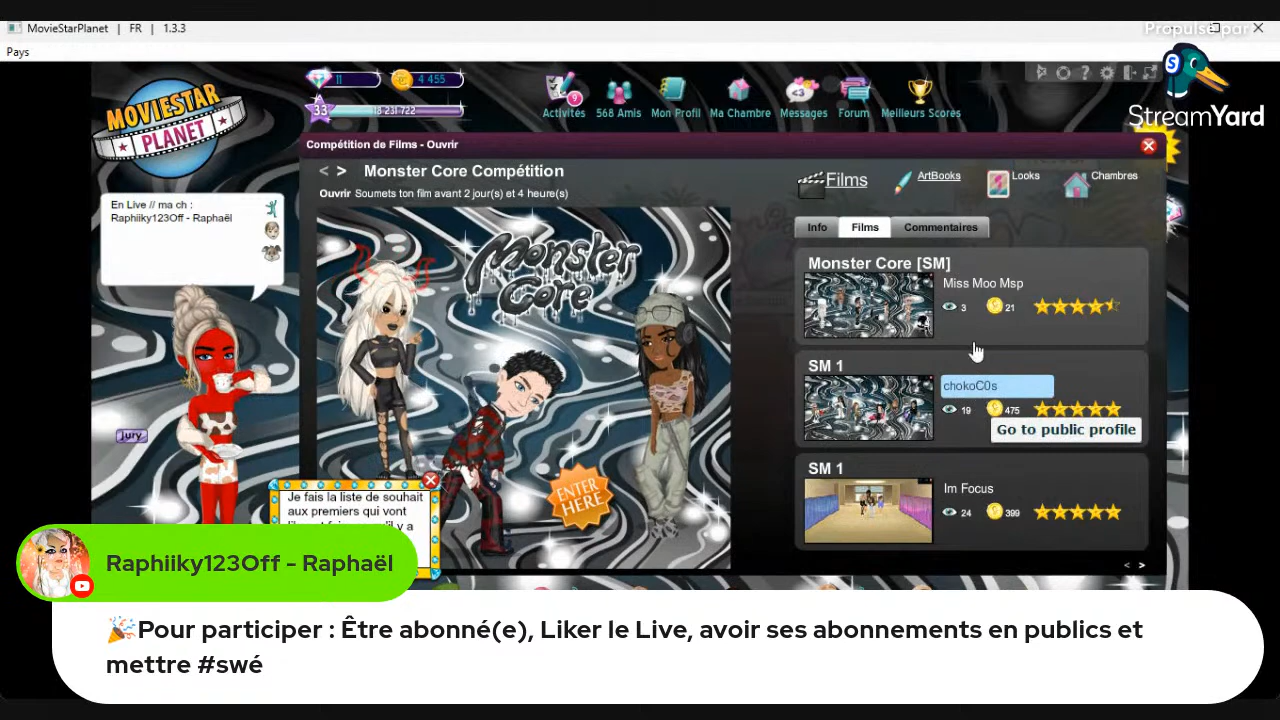 MovieStarPlanet | FR | 1.3.3
Propulsé par
Pays
StreamYard
MOVIESTAR
PLANET
11
4 455
33
18.231.722
Activités
9
568 Amis
Mon Profil
Ma Chambre
Messages
43
Forum
Meilleurs Scores
Compétition de Films - Ouvrir
< > Monster Core Compétition
Ouvrir Soumets ton film avant 2 jour(s) et 4 heure(s)
Films
ArtBooks
Looks
Chambres
Info
Films
Commentaires
En Live // ma ch :
Raphiiky123Off - Raphaël
Monster
Core
ENTER
HERE
Monster Core [SM]
Miss Moo Msp
3
21
SM 1
chokoC0s
19
475
Go to public profile
SM 1
Im Focus
24
399
< >
Jury
Je fais la liste de souhait
aux premiers qui vont
Raphiiky123Off - Raphaël
🎉Pour participer : Être abonné(e), Liker le Live, avoir ses abonnements en publics et
mettre #swé